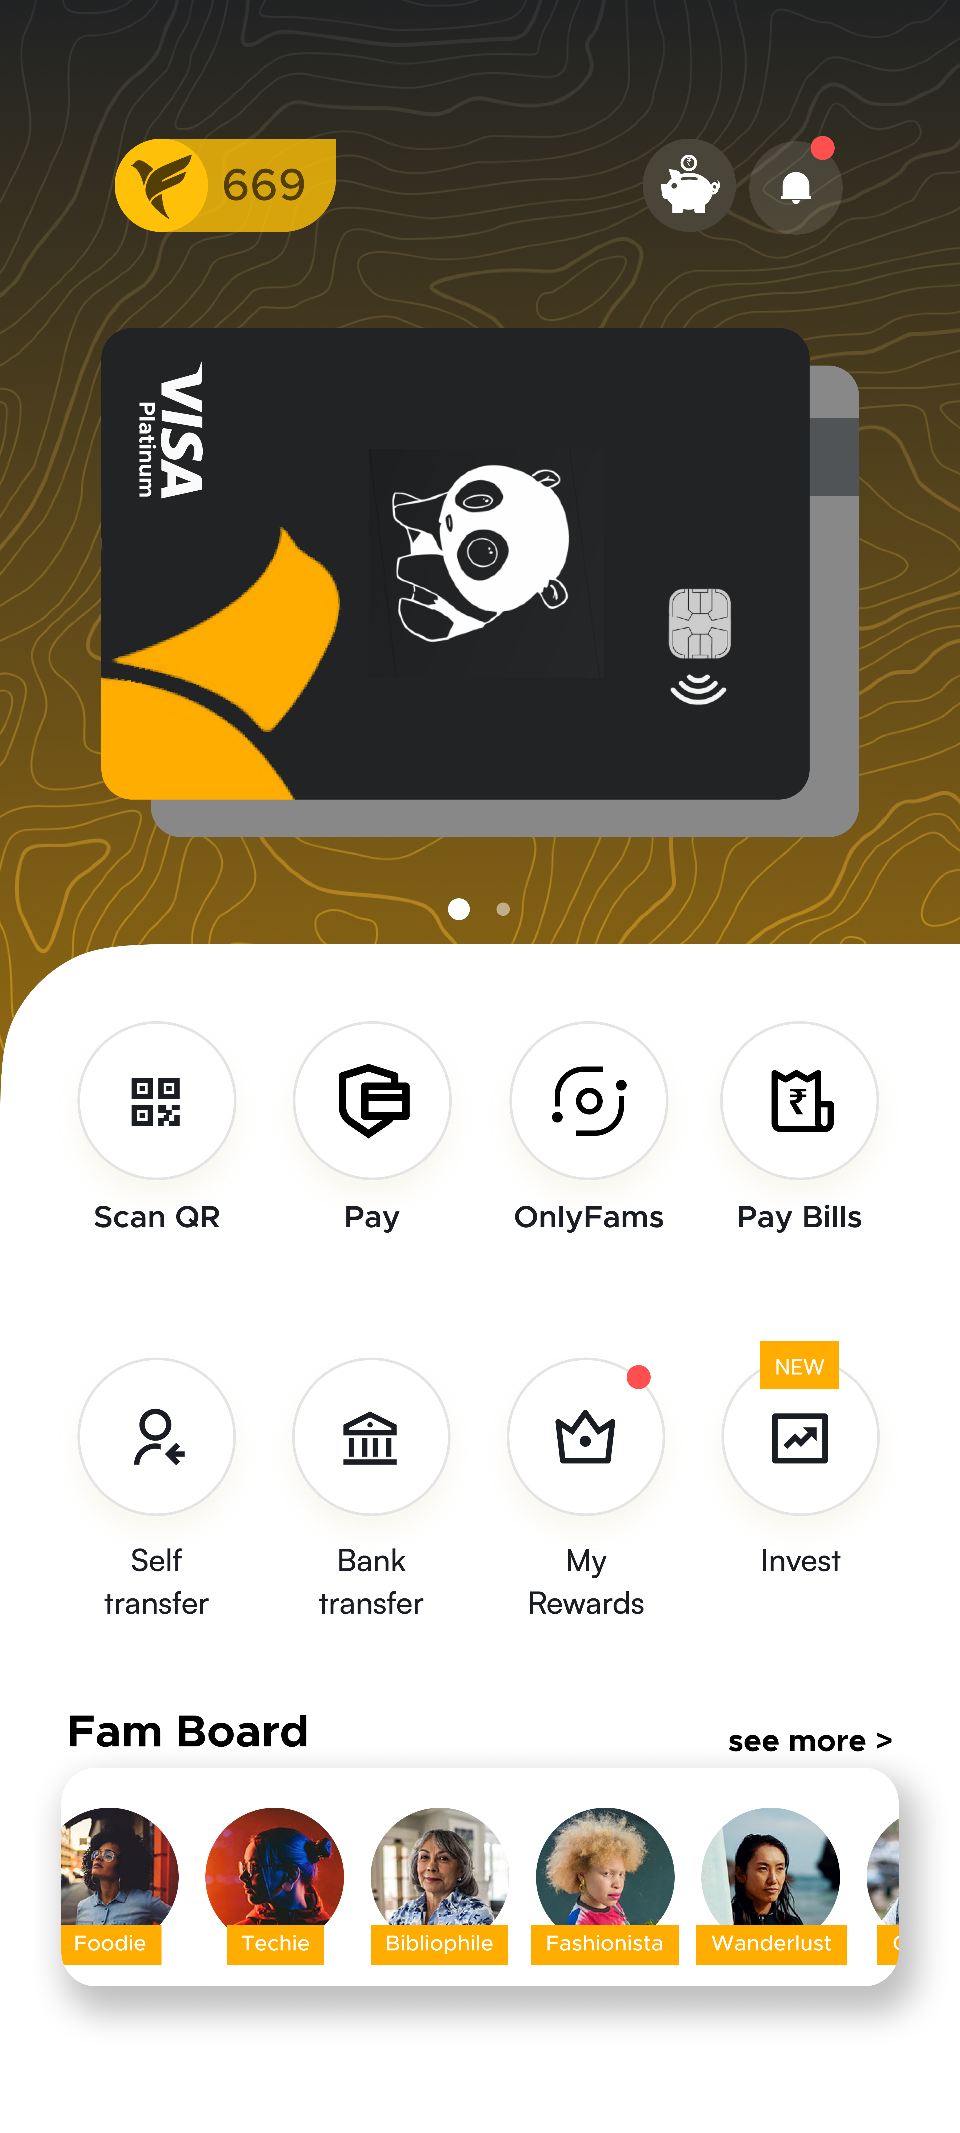 669
VISA
Platinum
Scan QR
Pay
OnlyFams
₹
Pay Bills
NEW
Self
transfer
Bank
transfer
My
Rewards
Invest
Fam Board
see more >
Foodie
Techie
Bibliophile
Fashionista
Wanderlust